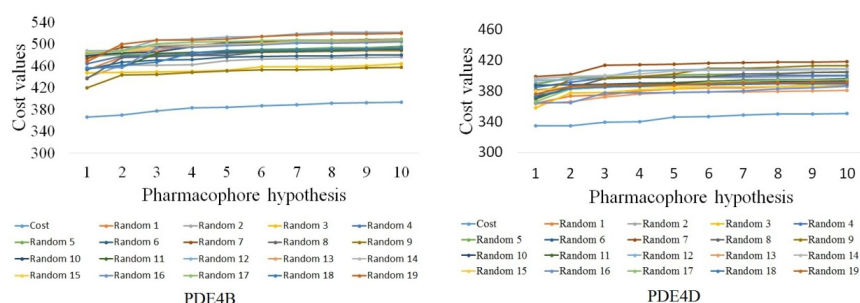 540
500
460
420
380
340
300
Cost values
1 2 3 4 5 6 7 8 9 10
Pharmacophore hypothesis
Cost Random 1 Random 2 Random 3 Random 4
Random 5 Random 6 Random 7 Random 8 Random 9
Random 10 Random 11 Random 12 Random 13 Random 14
Random 15 Random 16 Random 17 Random 18 Random 19
PDE4B
460
420
380
340
300
Cost values
1 2 3 4 5 6 7 8 9 10
Pharmacophore hypothesis
Cost Random 1 Random 2 Random 3 Random 4
Random 5 Random 6 Random 7 Random 8 Random 9
Random 10 Random 11 Random 12 Random 13 Random 14
Random 15 Random 16 Random 17 Random 18 Random 19
PDE4D